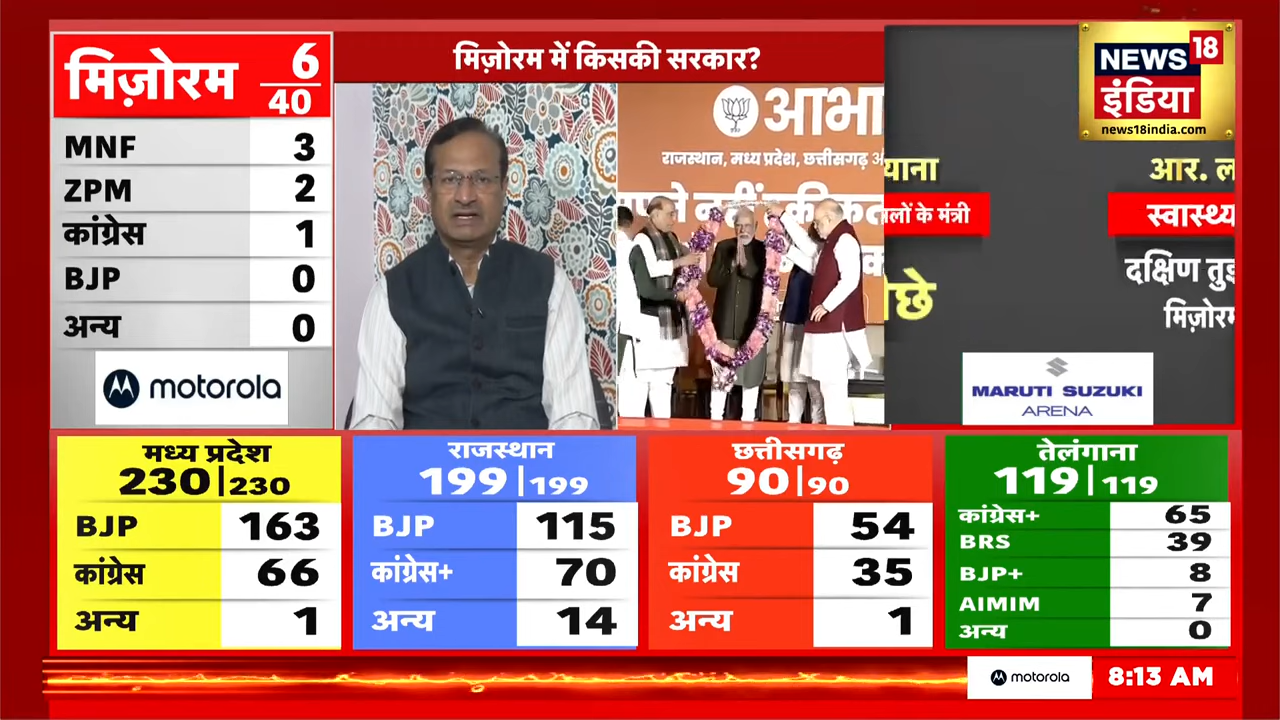 मिज़ोरम 6
40
MNF 3
ZPM 2
कांग्रेस 1
BJP 0
अन्य 0
motorola
मिज़ोरम में किसकी सरकार?
आभा
राजस्थान, मध्य प्रदेश, छत्तीसगढ़
NEWS 18
इंडिया
news18india.com
याना
लों के मंत्री
छे
आर. ल
स्वास्थ्य
दक्षिण तुइ
मिज़ोरम
MARUTI SUZUKI
ARENA
मध्य प्रदेश
230|230
BJP 163
कांग्रेस 66
अन्य 1
राजस्थान
199|199
BJP 115
कांग्रेस+ 70
अन्य 14
छत्तीसगढ़
90|90
BJP 54
कांग्रेस 35
अन्य 1
तेलंगाना
119|119
कांग्रेस+ 65
BRS 39
BJP+ 8
AIMIM 7
अन्य 0
motorola
8:13 AM